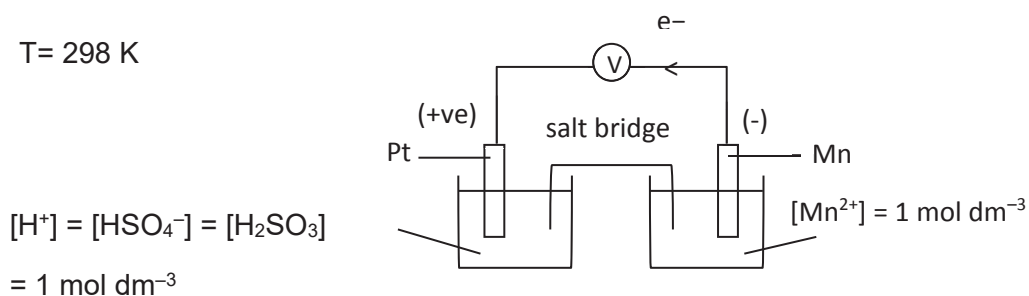 e−
T= 298 K
V
(+ve)
salt bridge
(-)
Pt
Mn
[H⁺] = [HSO₄⁻] = [H₂SO₃]
= 1 mol dm⁻³
[Mn²⁺] = 1 mol dm⁻³